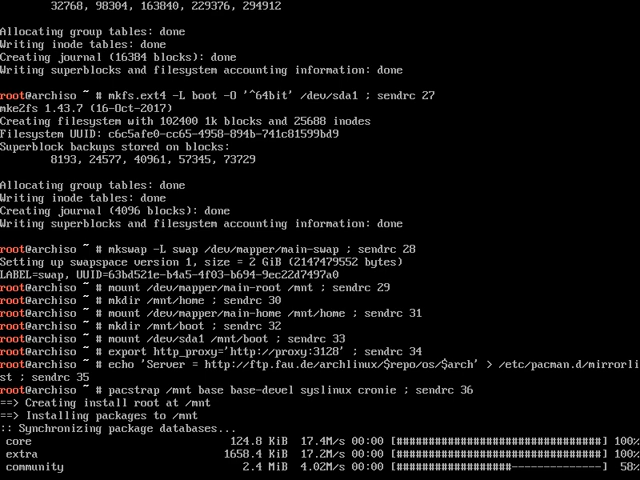 32768, 98304, 163840, 229376, 294912
Allocating group tables: done
Writing inode tables: done
Creating journal (16384 blocks): done
Writing superblocks and filesystem accounting information: done
root@archiso ~ # mkfs.ext4 -L boot -O '^64bit' /dev/sda1 ; sendrc 27
mke2fs 1.43.7 (16-Oct-2017)
Creating filesystem with 102400 1k blocks and 25688 inodes
Filesystem UUID: c6c5afe0-cc65-4958-894b-741c81599bd9
Superblock backups stored on blocks:
8193, 24577, 40961, 57345, 73729
Allocating group tables: done
Writing inode tables: done
Creating journal (4096 blocks): done
Writing superblocks and filesystem accounting information: done
root@archiso ~ # mkswap -L swap /dev/mapper/main-swap ; sendrc 28
Setting up swapspace version 1, size = 2 GiB (2147479552 bytes)
LABEL=swap, UUID=63bd521e-b4a5-4f03-b694-9ec22d7497a0
root@archiso ~ # mount /dev/mapper/main-root /mnt ; sendrc 29
root@archiso ~ # mkdir /mnt/home ; sendrc 30
root@archiso ~ # mount /dev/mapper/main-home /mnt/home ; sendrc 31
root@archiso ~ # mkdir /mnt/boot ; sendrc 32
root@archiso ~ # mount /dev/sda1 /mnt/boot ; sendrc 33
root@archiso ~ # export http_proxy='http://proxy:3128' ; sendrc 34
root@archiso ~ # echo 'Server = http://ftp.fau.de/archlinux/$repo/os/$arch' > /etc/pacman.d/mirrorli
st ; sendrc 35
root@archiso ~ # pacstrap /mnt base base-devel syslinux cronie ; sendrc 36
==> Creating install root at /mnt
==> Installing packages to /mnt
:: Synchronizing package databases...
core 124.8 KiB 17.4M/s 00:00 [##################################] 100%
extra 1658.4 KiB 17.2M/s 00:00 [##################################] 100%
community 2.4 MiB 4.02M/s 00:00 [###################---------------] 58%